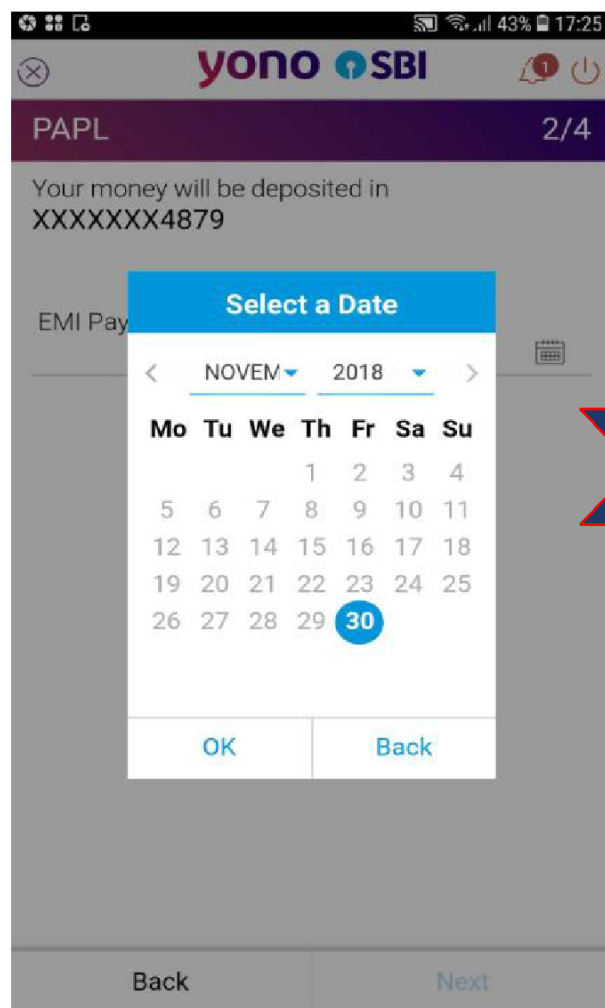 43% 17:25
yono SBI 1
PAPL 2/4
Your money will be deposited in
XXXXXXX4879
EMI Pay
Select a Date
< NOVEM 2018 >
Mo Tu We Th Fr Sa Su
1 2 3 4
5 6 7 8 9 10 11
12 13 14 15 16 17 18
19 20 21 22 23 24 25
26 27 28 29 30
OK Back
Back Next